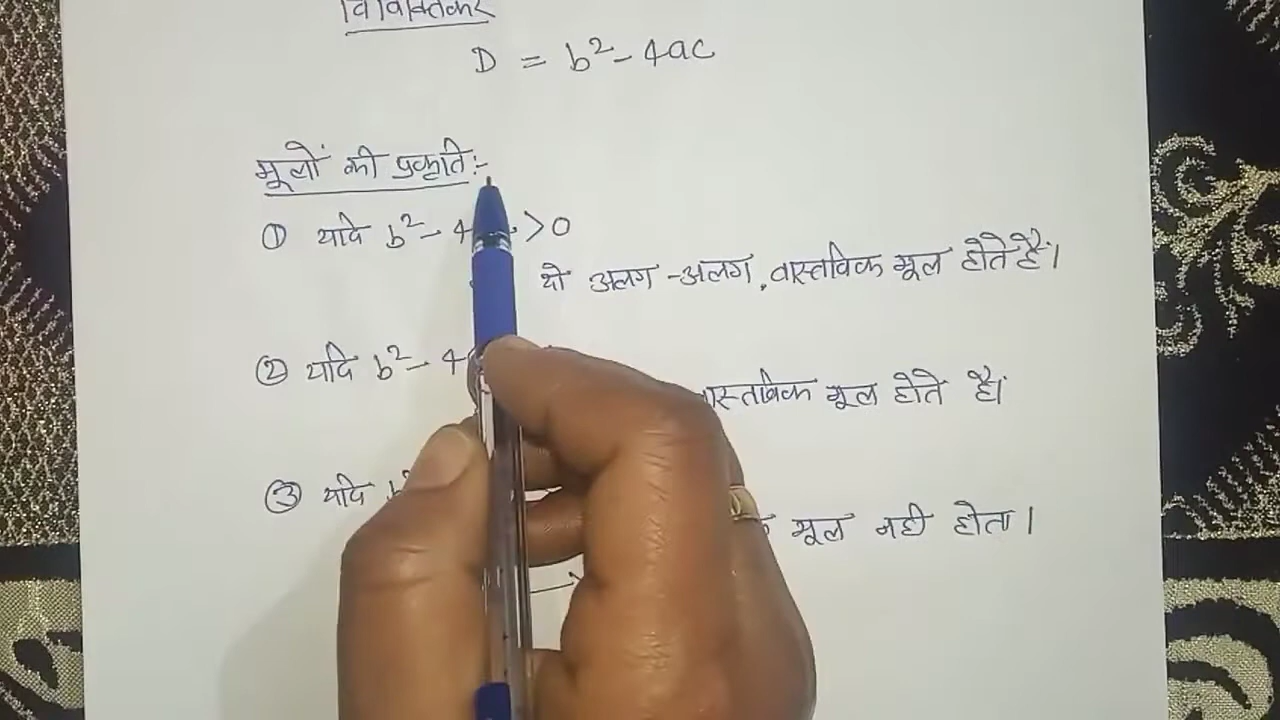 विविक्तिकर
D = b² - 4ac
मूलों की प्रकृति :-
① यदि b² - 4 > 0
दो अलग - अलग, वास्तविक मूल होते हैं।
② यदि b² - 4 वास्तविक मूल होते है।
③ यदि मूल नही होता।